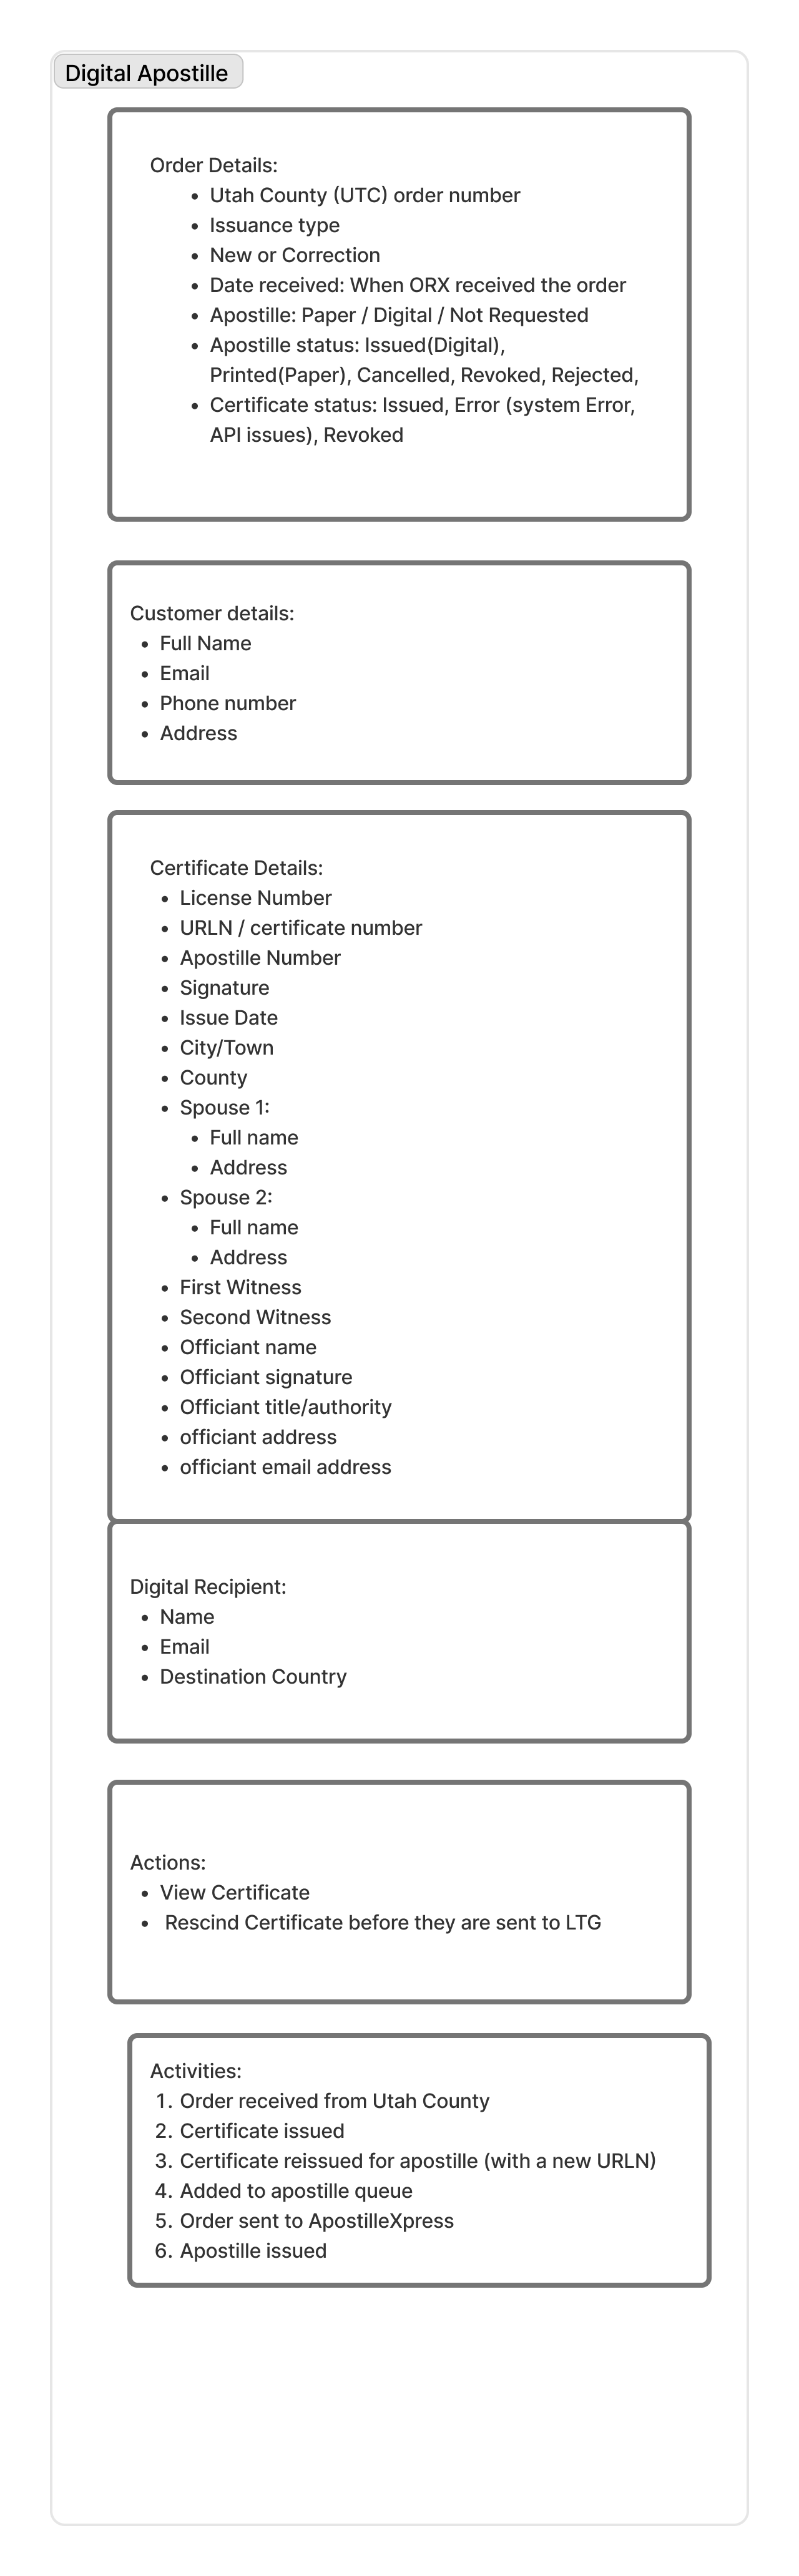 Digital Apostille
Order Details:
• Utah County (UTC) order number
• Issuance type
• New or Correction
• Date received: When ORX received the order
• Apostille: Paper / Digital / Not Requested
• Apostille status: Issued(Digital),
Printed(Paper), Cancelled, Revoked, Rejected,
• Certificate status: Issued, Error (system Error,
API issues), Revoked
Customer details:
• Full Name
• Email
• Phone number
• Address
Certificate Details:
• License Number
• URLN / certificate number
• Apostille Number
• Signature
• Issue Date
• City/Town
• County
• Spouse 1:
• Full name
• Address
• Spouse 2:
• Full name
• Address
• First Witness
• Second Witness
• Officiant name
• Officiant signature
• Officiant title/authority
• officiant address
• officiant email address
Digital Recipient:
• Name
• Email
• Destination Country
Actions:
• View Certificate
• Rescind Certificate before they are sent to LTG
Activities:
1. Order received from Utah County
2. Certificate issued
3. Certificate reissued for apostille (with a new URLN)
4. Added to apostille queue
5. Order sent to ApostilleXpress
6. Apostille issued